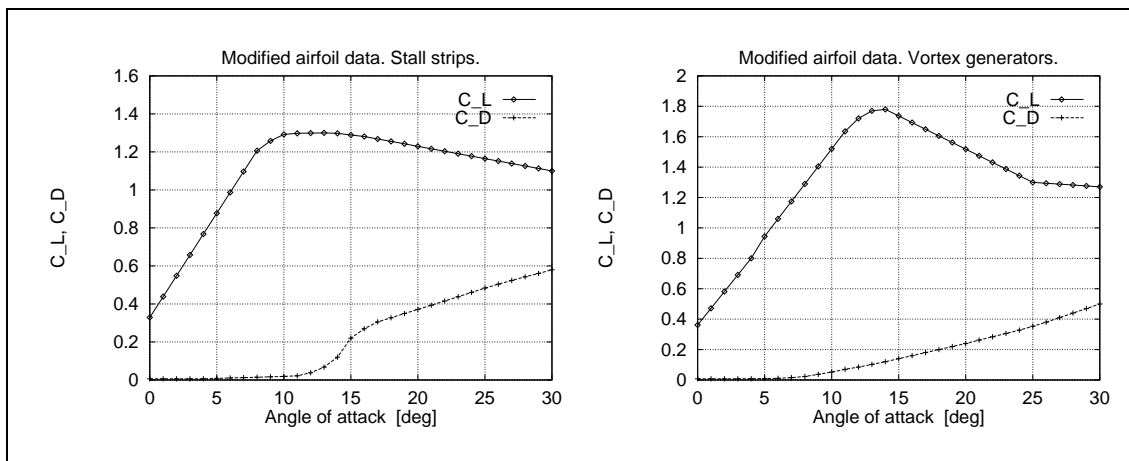 Modified airfoil data. Stall strips.
C_L
C_D
1.6
1.4
1.2
1
0.8
0.6
0.4
0.2
0
C_L, C_D
0 5 10 15 20 25 30
Angle of attack [deg]
Modified airfoil data. Vortex generators.
C_L
C_D
2
1.8
1.6
1.4
1.2
1
0.8
0.6
0.4
0.2
0
C_L, C_D
0 5 10 15 20 25 30
Angle of attack [deg]